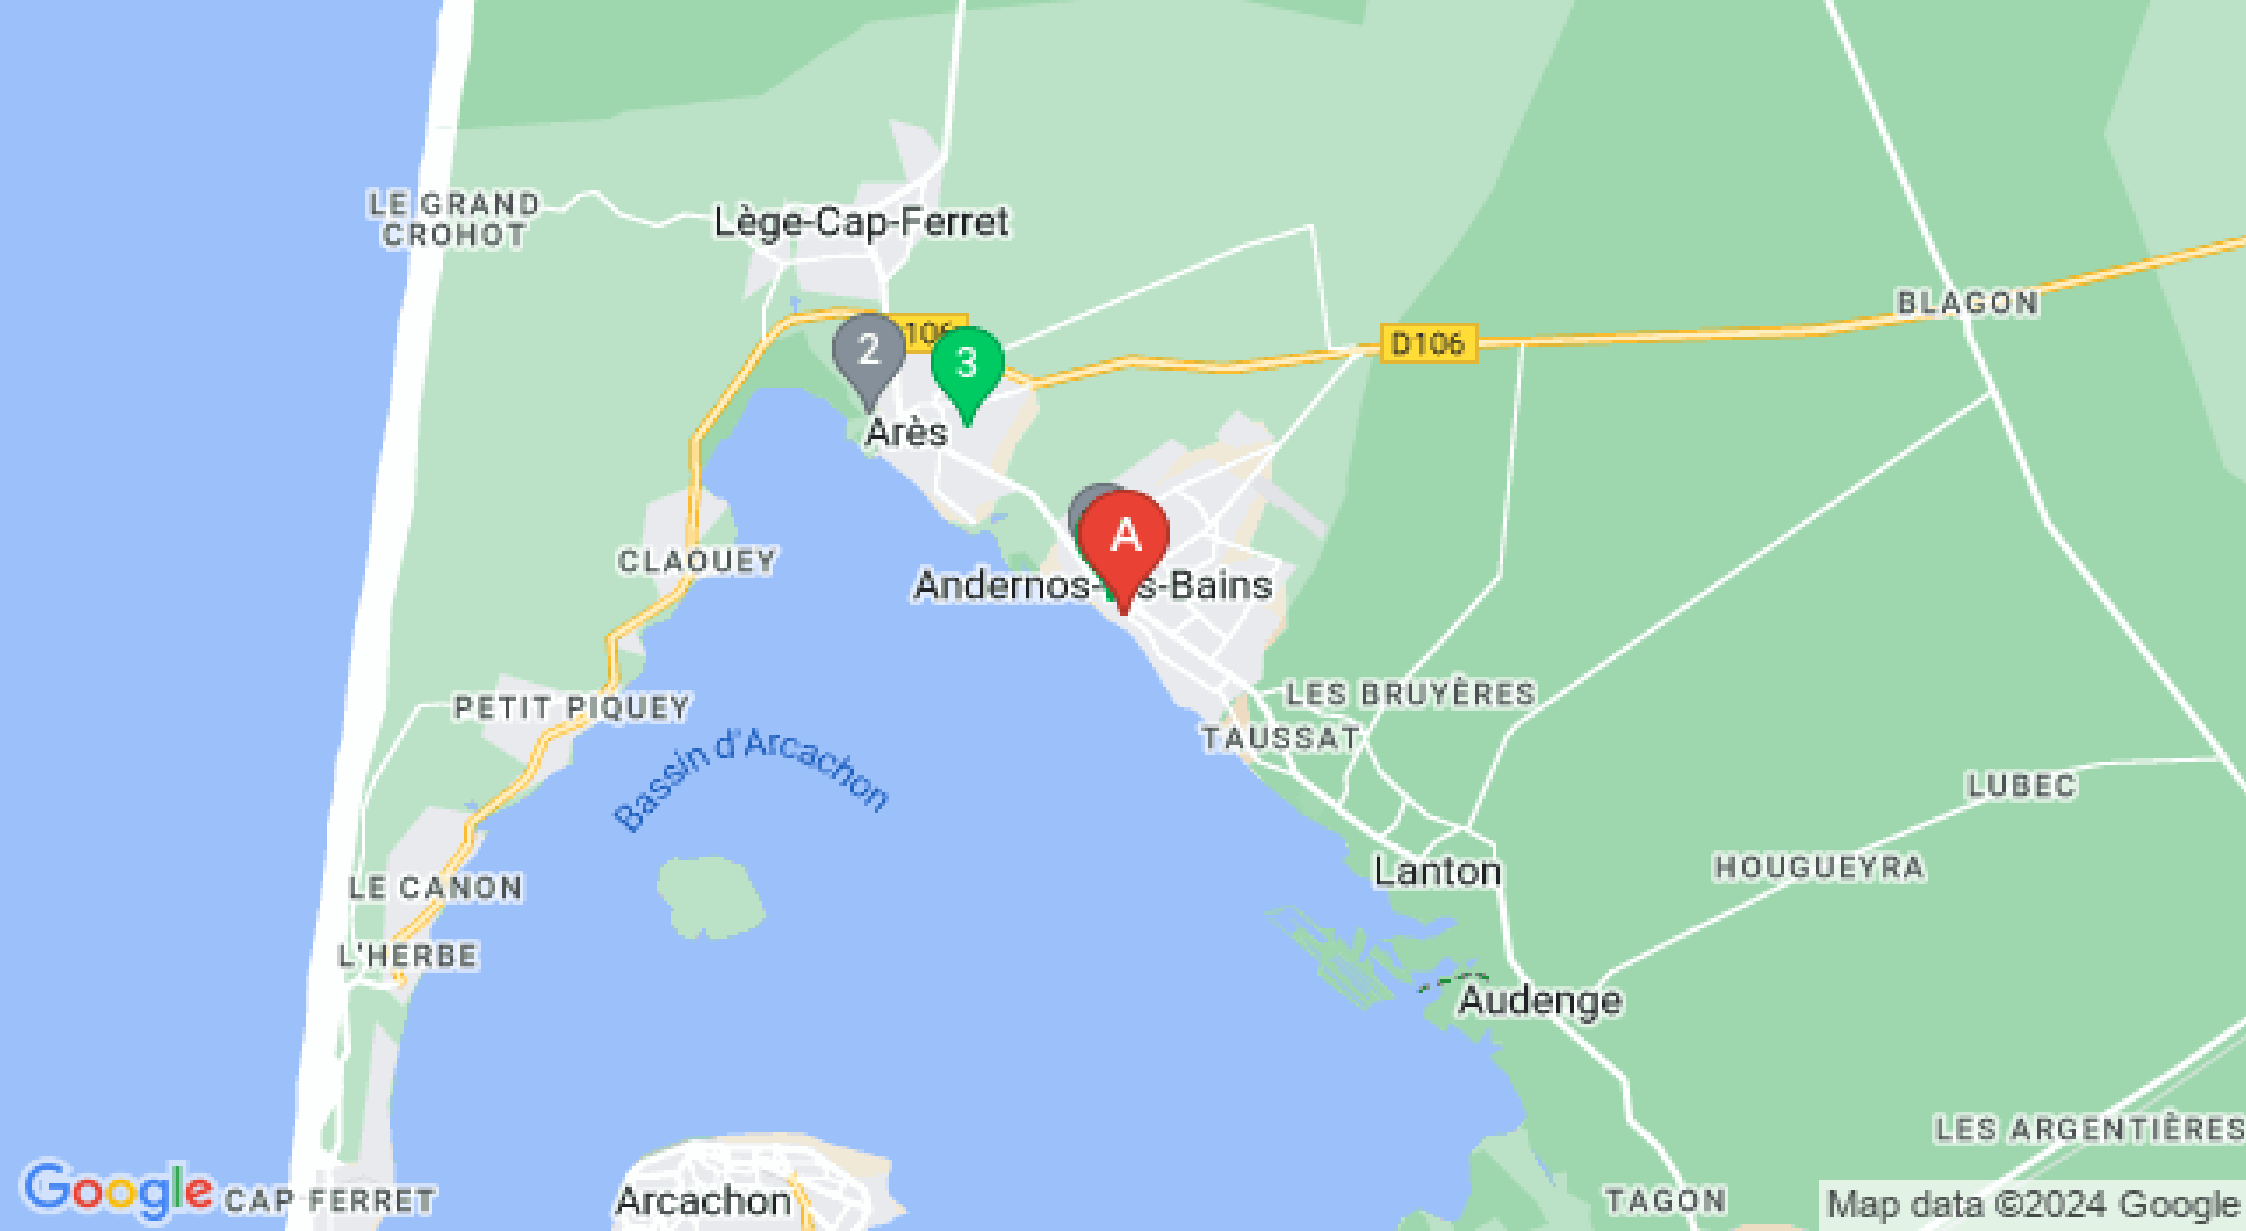 LE GRAND
CROHOT
Lège-Cap-Ferret
BLAGON
106
D106
2
3
Arès
A
CLAOUEY
Andernos-
s-Bains
PETIT PIQUEY
LES BRUYÈRES
TAUSSAT
Bassin d'Arcachon
LUBEC
Lanton
HOUGUEYRA
LE CANON
L'HERBE
Audenge
LES ARGENTIÈRES
Google
CAP FERRET
Arcachon
TAGON
Map data ©2024 Google